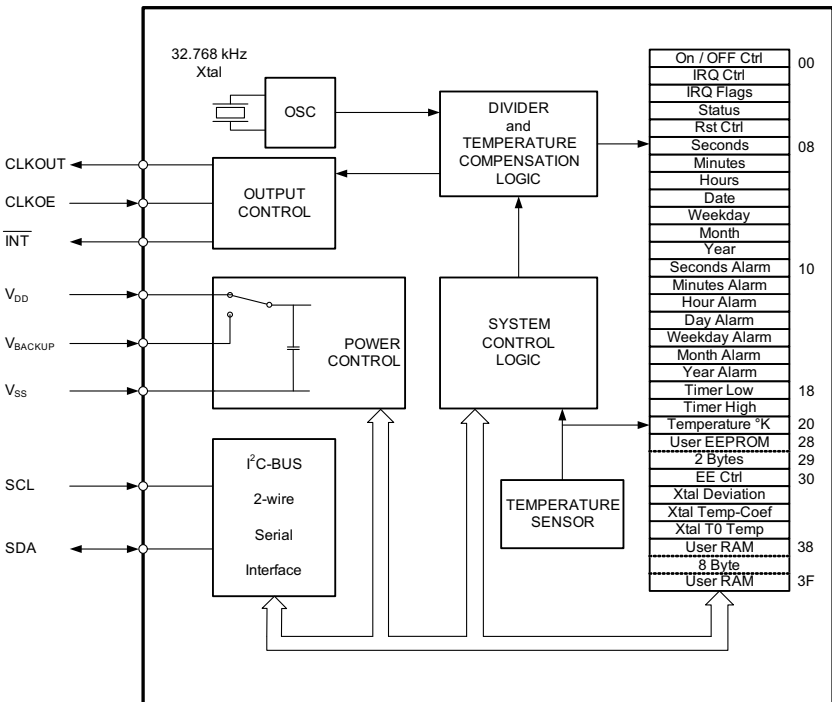 32.768 kHz
Xtal
OSC
DIVIDER
and
TEMPERATURE
COMPENSATION
LOGIC
CLKOUT
CLKOE
INT
OUTPUT
CONTROL
V_DD
V_BACKUP
V_SS
POWER
CONTROL
SYSTEM
CONTROL
LOGIC
SCL
SDA
I²C-BUS
2-wire
Serial
Interface
TEMPERATURE
SENSOR
On / OFF Ctrl 00
IRQ Ctrl
IRQ Flags
Status
Rst Ctrl
Seconds 08
Minutes
Hours
Date
Weekday
Month
Year
Seconds Alarm 10
Minutes Alarm
Hour Alarm
Day Alarm
Weekday Alarm
Month Alarm
Year Alarm
Timer Low 18
Timer High
Temperature °K 20
User EEPROM 28
2 Bytes 29
EE Ctrl 30
Xtal Deviation
Xtal Temp-Coef
Xtal T0 Temp
User RAM 38
8 Byte
User RAM 3F